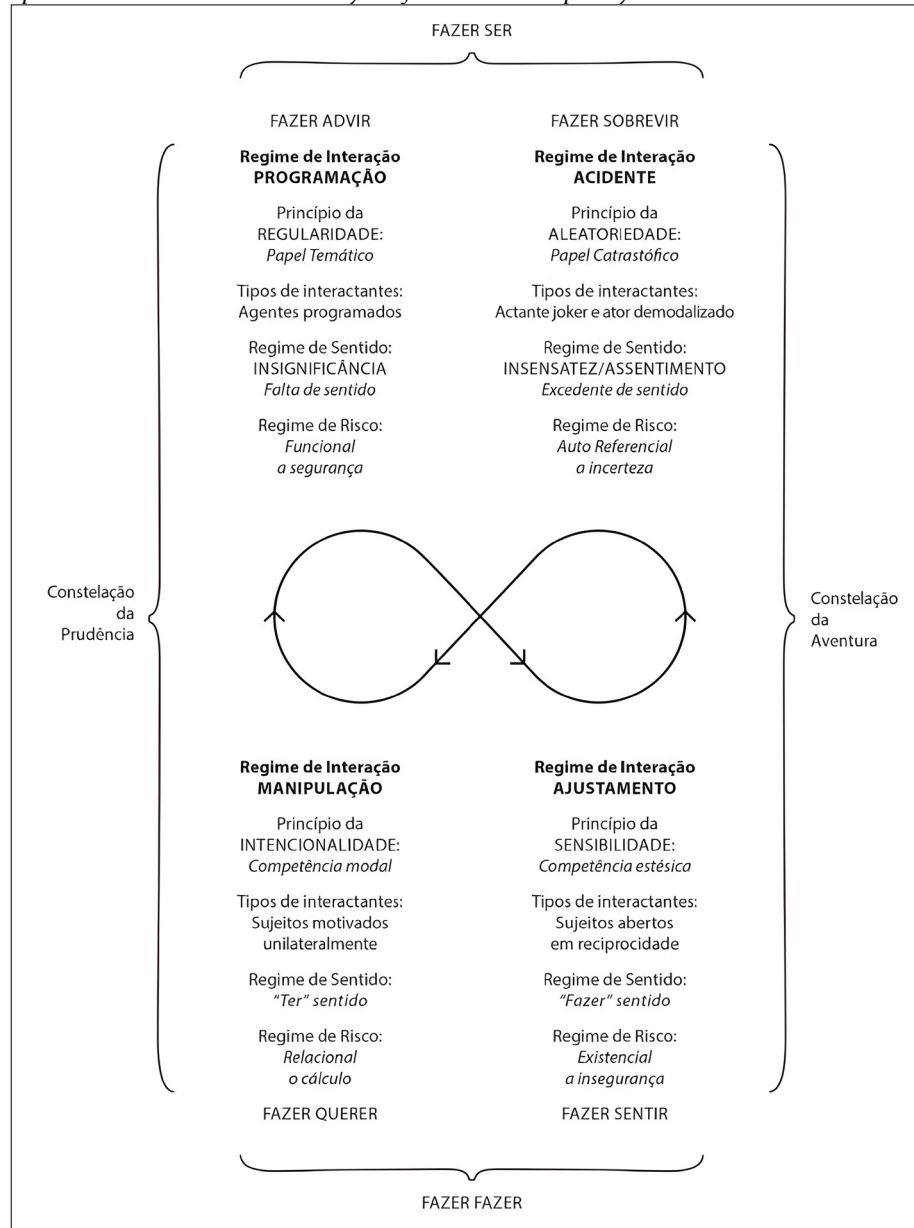 FAZER SER
FAZER ADVIR
Regime de Interação
PROGRAMAÇÃO
Princípio da
REGULARIDADE:
Papel Temático
Tipos de interactantes:
Agentes programados
Regime de Sentido:
INSIGNIFICÂNCIA
Falta de sentido
Regime de Risco:
Funcional
a segurança
FAZER SOBREVIR
Regime de Interação
ACIDENTE
Princípio da
ALEATORIEDADE:
Papel Catrastófico
Tipos de interactantes:
Actante joker e ator demodalizado
Regime de Sentido:
INSENSATEZ/ASSENTIMENTO
Excedente de sentido
Regime de Risco:
Auto Referencial
a incerteza
Constelação
da
Prudência
Constelação
da
Aventura
Regime de Interação
MANIPULAÇÃO
Princípio da
INTENCIONALIDADE:
Competência modal
Tipos de interactantes:
Sujeitos motivados
unilateralmente
Regime de Sentido:
“Ter” sentido
Regime de Risco:
Relacional
o cálculo
FAZER QUERER
Regime de Interação
AJUSTAMENTO
Princípio da
SENSIBILIDADE:
Competência estésica
Tipos de interactantes:
Sujeitos abertos
em reciprocidade
Regime de Sentido:
“Fazer” sentido
Regime de Risco:
Existencial
a insegurança
FAZER SENTIR
FAZER FAZER